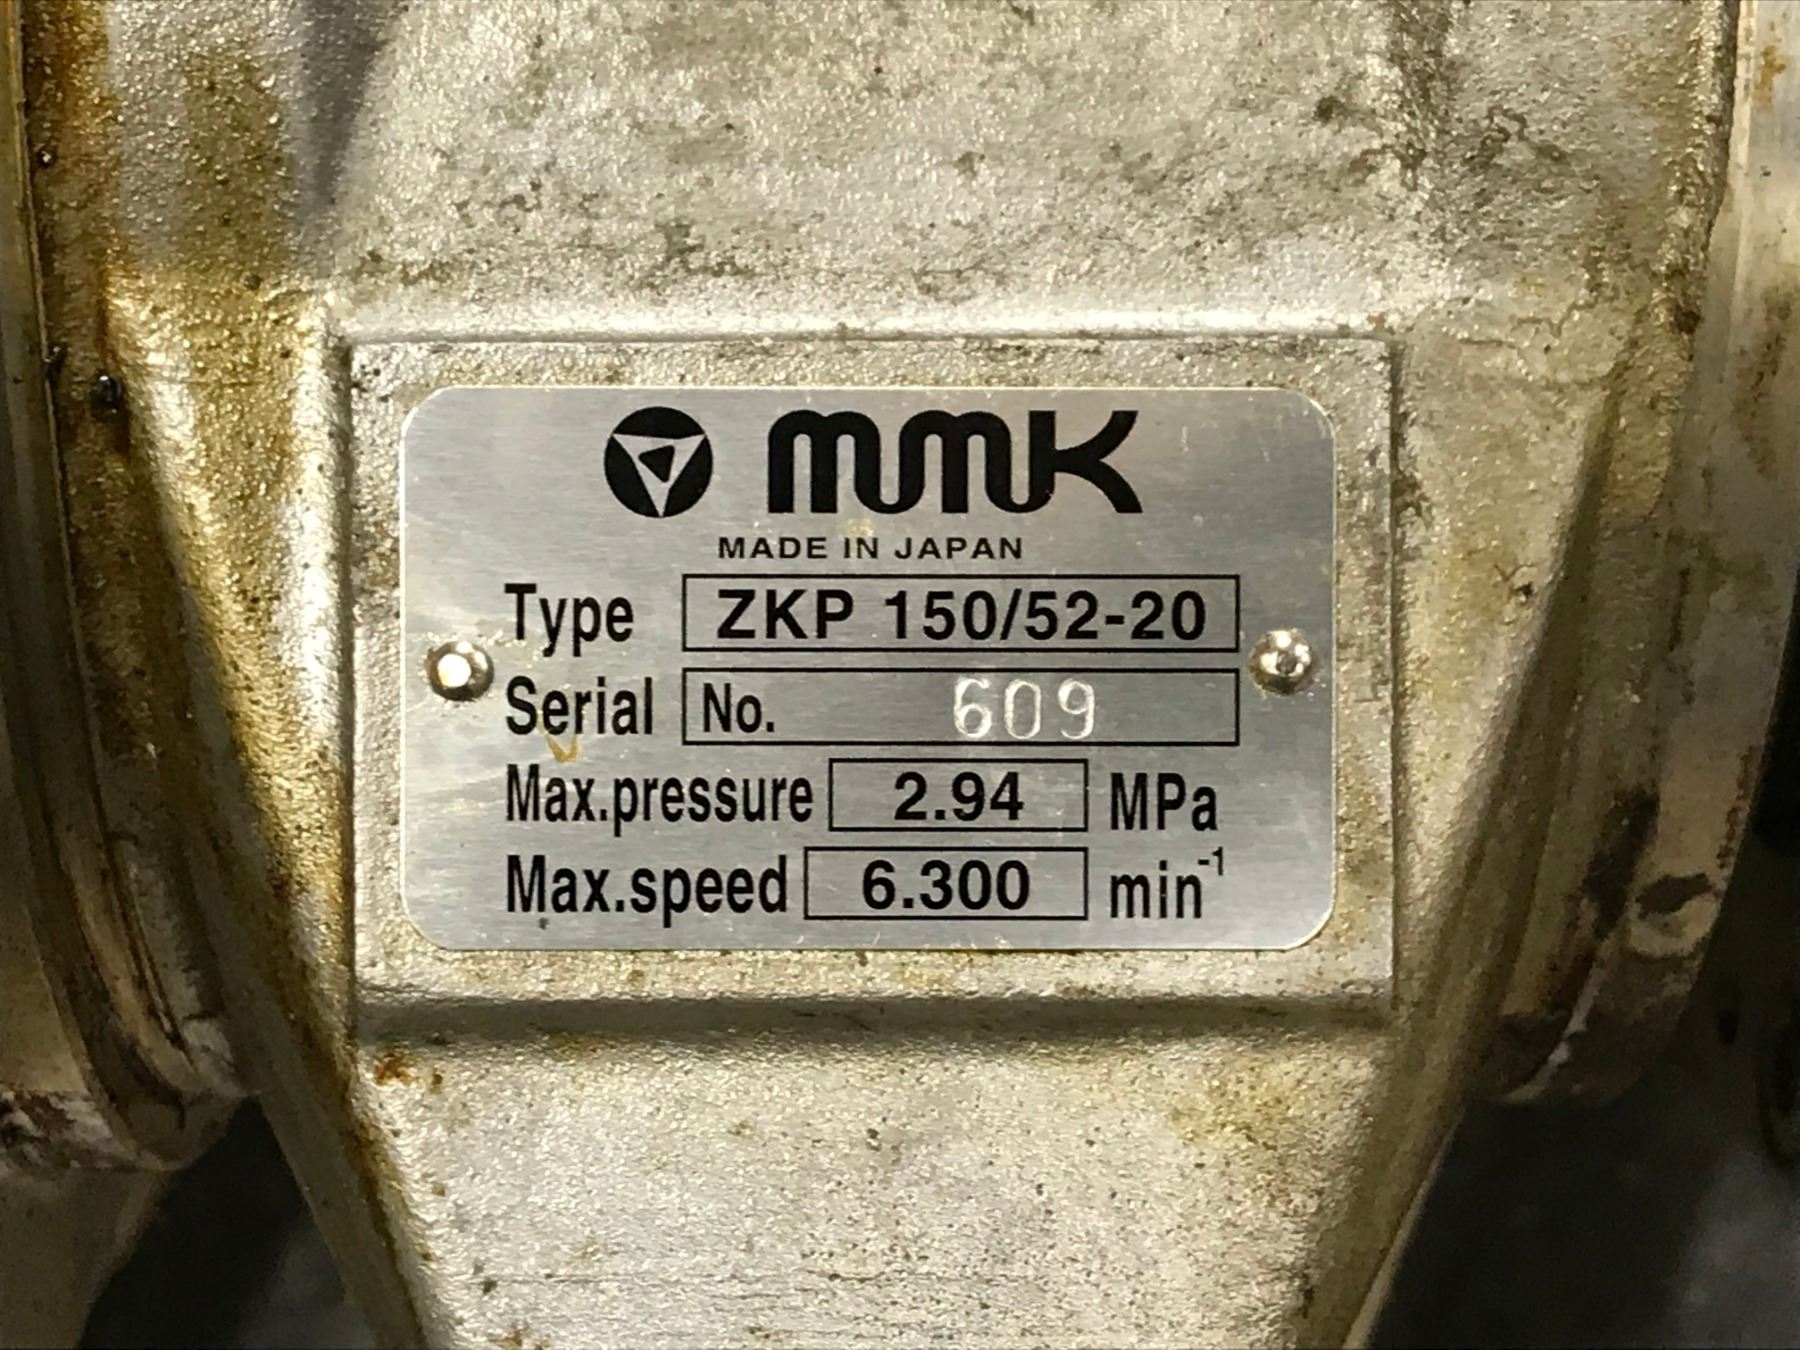 mmk
MADE IN JAPAN
Type ZKP 150/52-20
Serial No. 609
Max.pressure 2.94 MPa
Max.speed 6.300 min⁻¹